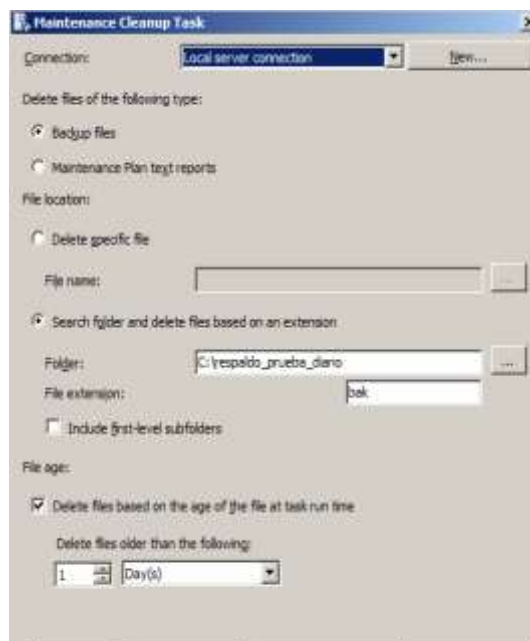 Maintenance Cleanup Task
Connection: Local server connection New...
Delete files of the following type:
Backup files
Maintenance Plan text reports
File location:
Delete specific file
File name: ...
Search folder and delete files based on an extension
Folder: C:\respaldo_prueba_diario ...
File extension: bak
Include first-level subfolders
File age:
Delete files based on the age of the file at task run time
Delete files older than the following:
1 Day(s)